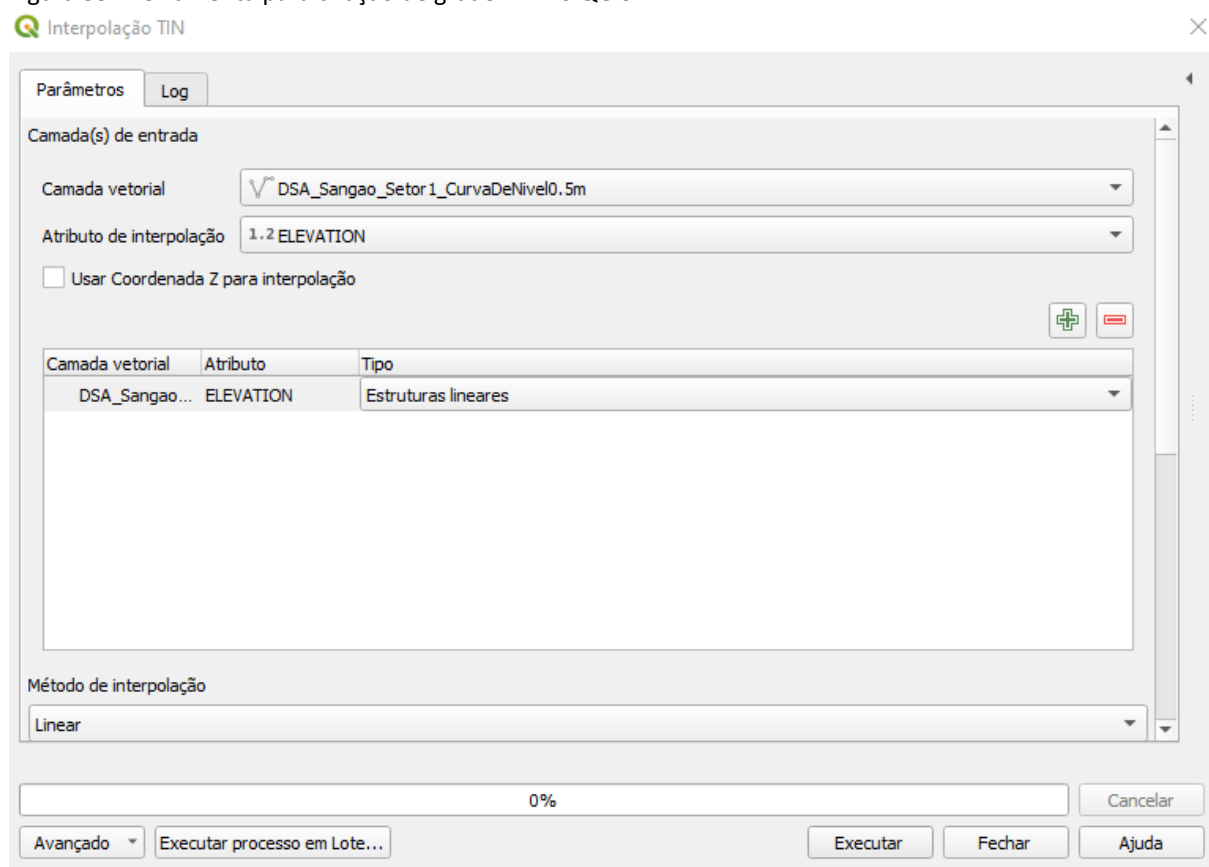 Interpolação TIN
Parâmetros Log
Camada(s) de entrada
Camada vetorial DSA_Sangao_Setor1_CurvaDeNivel0.5m
Atributo de interpolação 1.2 ELEVATION
Usar Coordenada Z para interpolação
Camada vetorial Atributo Tipo
DSA_Sangao... ELEVATION Estruturas lineares
Método de interpolação
Linear
0% Cancelar
Avançado Executar processo em Lote... Executar Fechar Ajuda